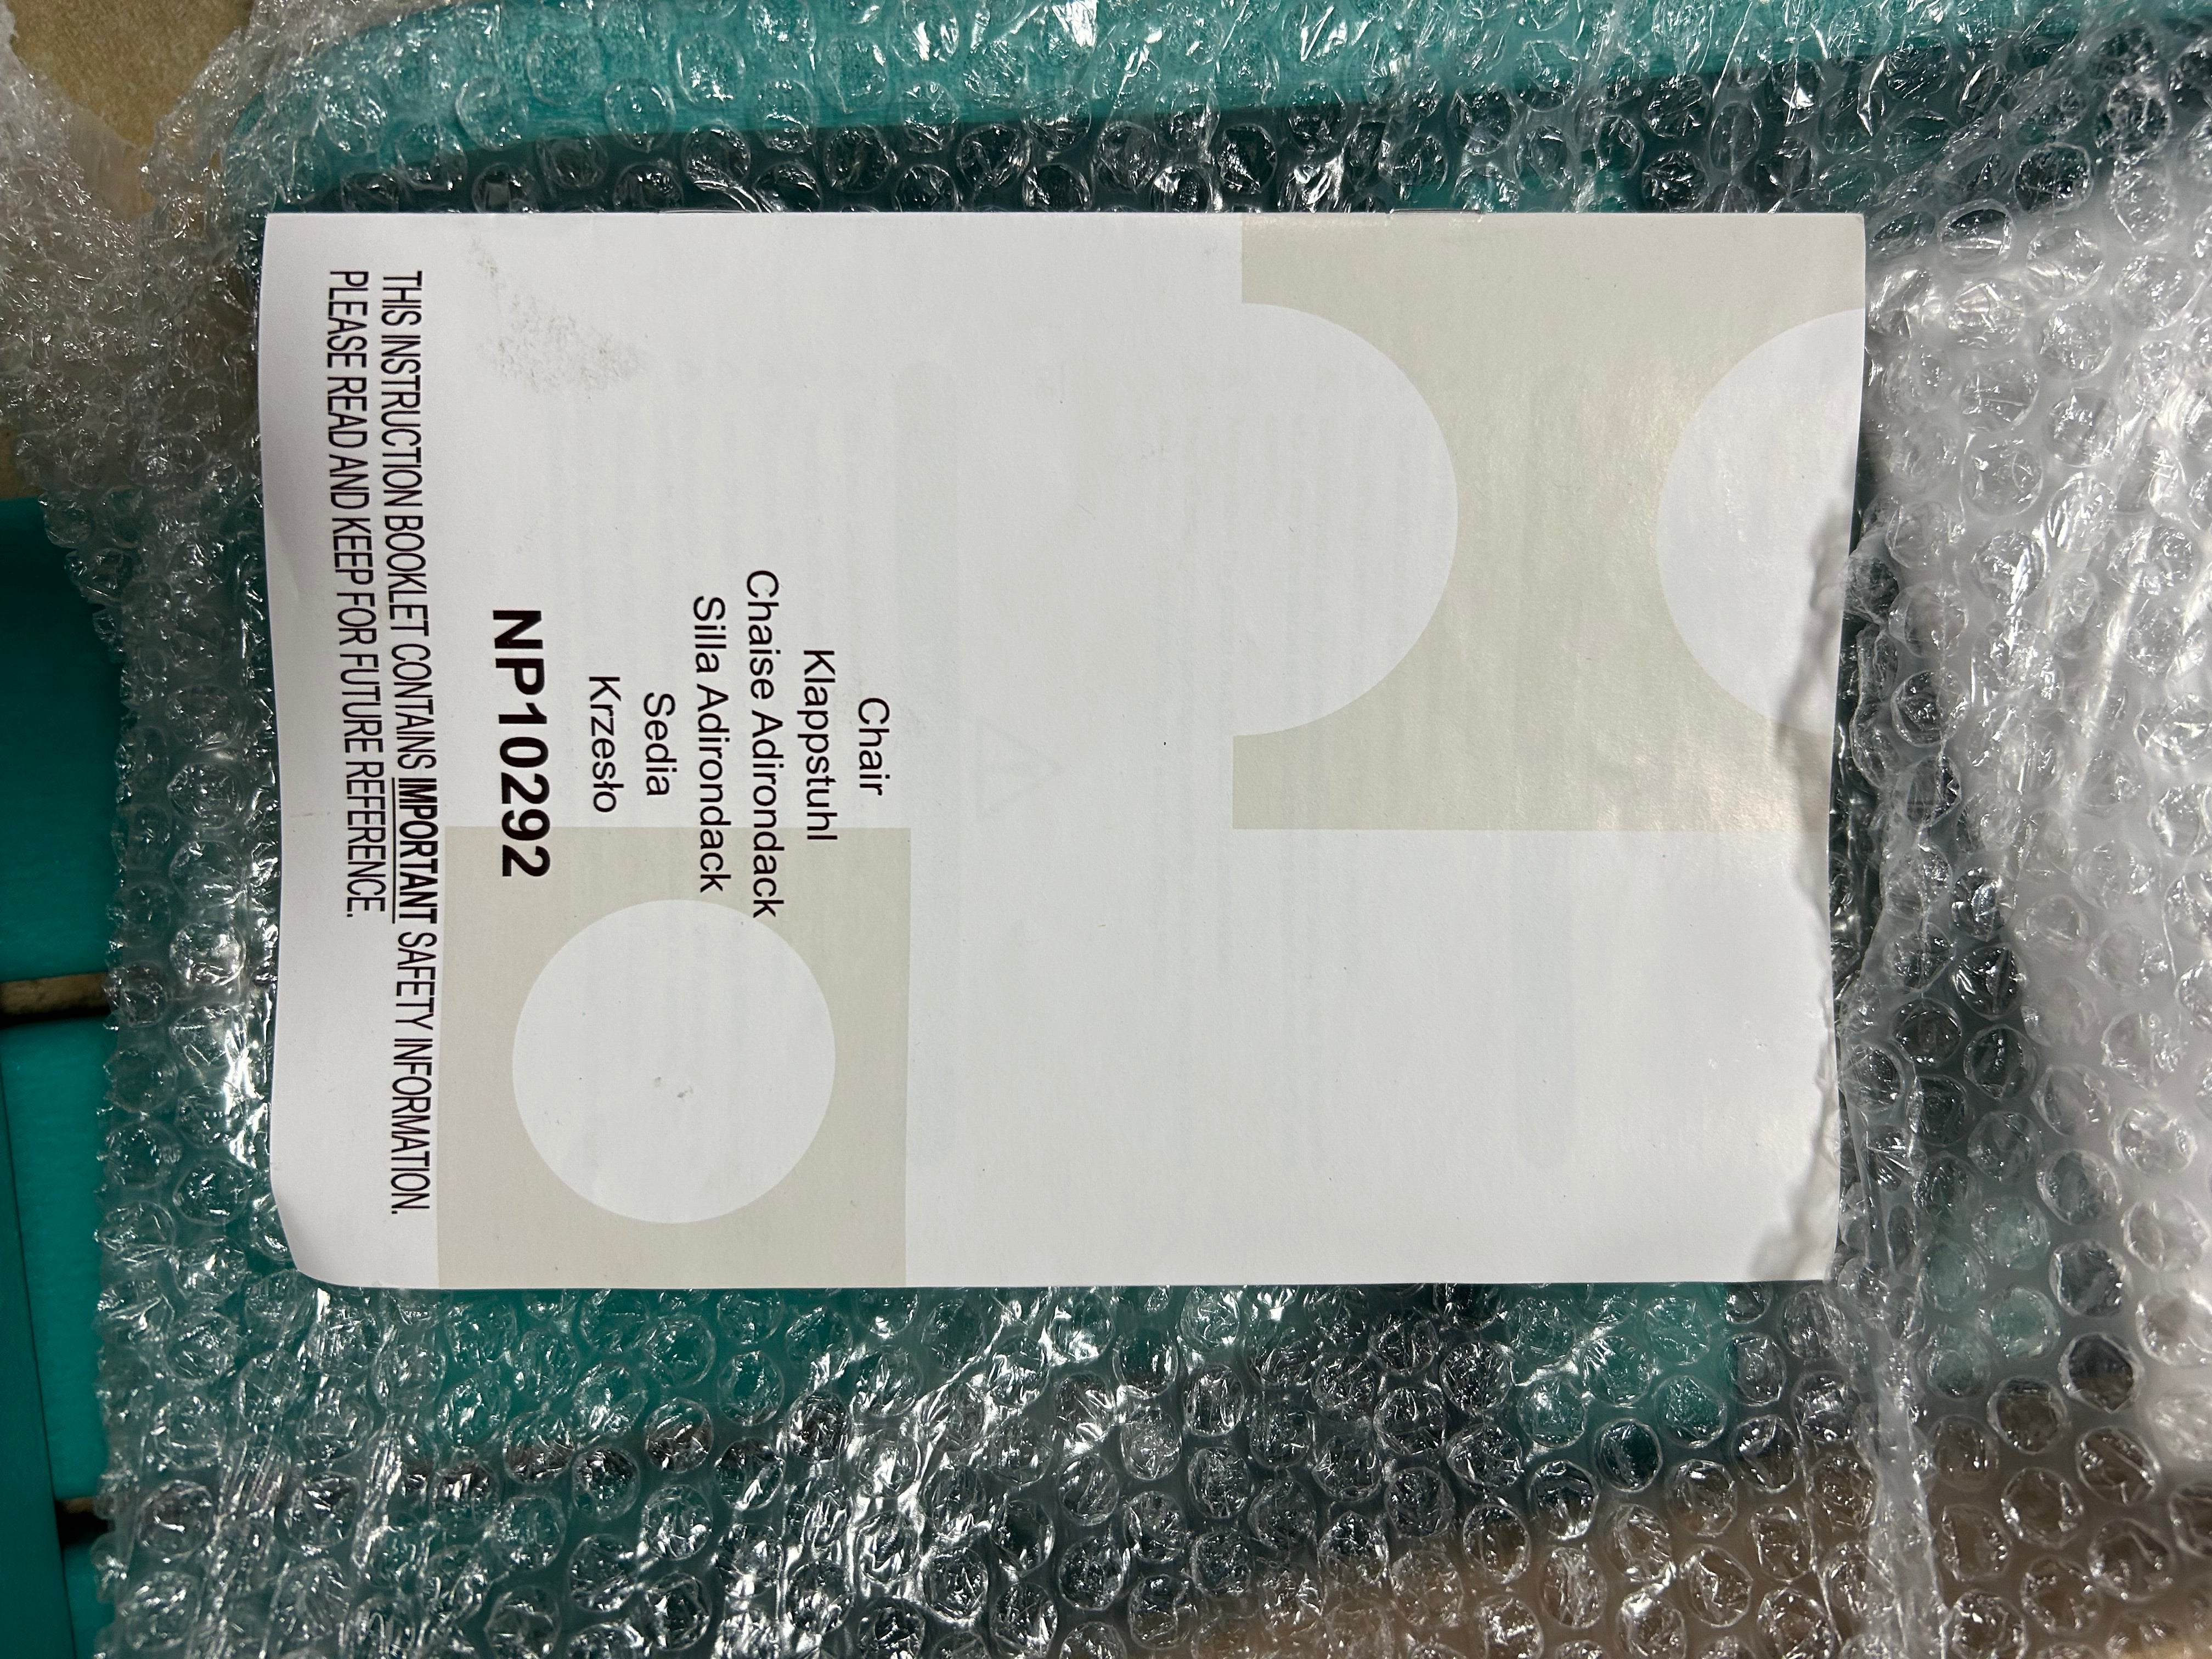 Chair
Klappstuhl
Chaise Adirondack
Silla Adirondack
Sedia
Krzesło
NP10292
THIS INSTRUCTION BOOKLET CONTAINS IMPORTANT SAFETY INFORMATION.
PLEASE READ AND KEEP FOR FUTURE REFERENCE.